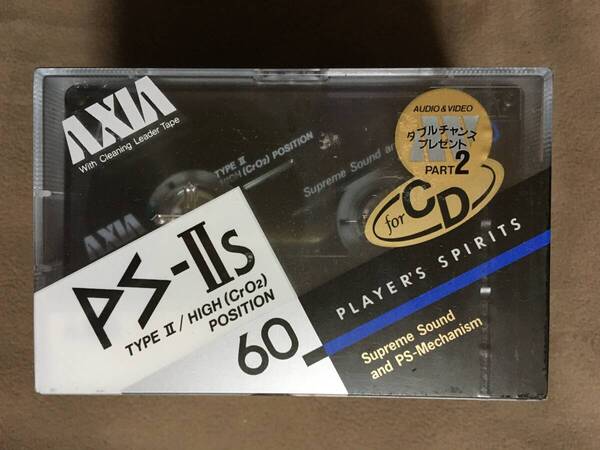 AXIA
With Cleaning Leader Tape
AUDIO & VIDEO
AV
ダブルチャンス
プレゼント
PART 2
for CD
TYPE II
HIGH (CrO2) POSITION
Supreme Sound a
AXIA
PS-IIs
TYPE II / HIGH (CrO2)
POSITION
60
PLAYER'S SPIRITS
Supreme Sound
and PS-Mechanism